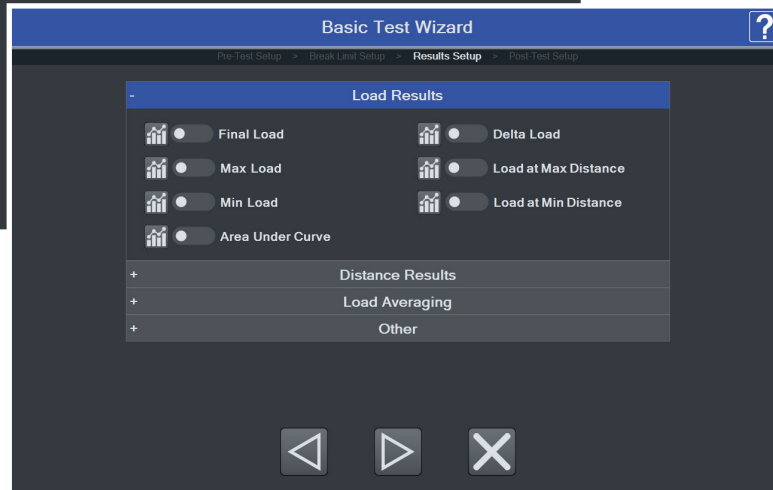 Basic Test Wizard
?
Pre-Test Setup > Break Limit Setup > Results Setup > Post-Test Setup
- Load Results
Final Load Delta Load
Max Load Load at Max Distance
Min Load Load at Min Distance
Area Under Curve
+ Distance Results
+ Load Averaging
+ Other